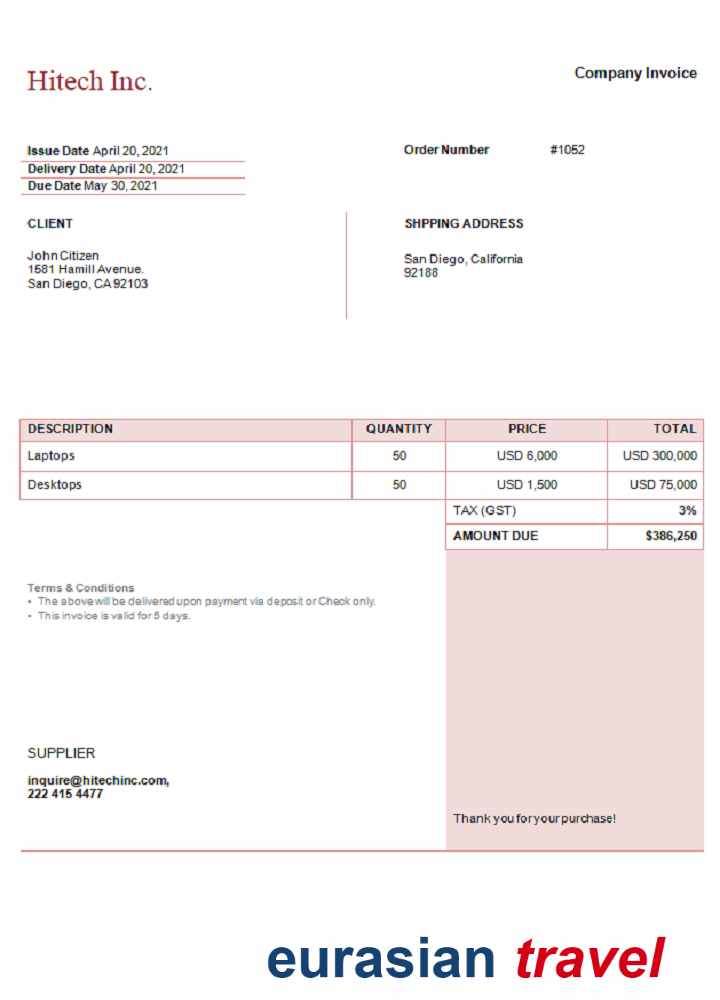 Hitech Inc.
Company Invoice
Issue Date April 20, 2021
Delivery Date April 20, 2021
Due Date May 30, 2021
Order Number #1052
CLIENT
John Citizen
1581 Hamill Avenue.
San Diego, CA 92103
SHPPING ADDRESS
San Diego, California
92188
DESCRIPTION QUANTITY PRICE TOTAL
Laptops 50 USD 6,000 USD 300,000
Desktops 50 USD 1,500 USD 75,000
TAX (GST) 3%
AMOUNT DUE $386,250
Terms & Conditions
• The above will be delivered upon payment via deposit or Check only.
• This invoice is valid for 5 days.
SUPPLIER
inquire@hitechinc.com,
222 415 4477
Thank you for your purchase!
eurasian travel